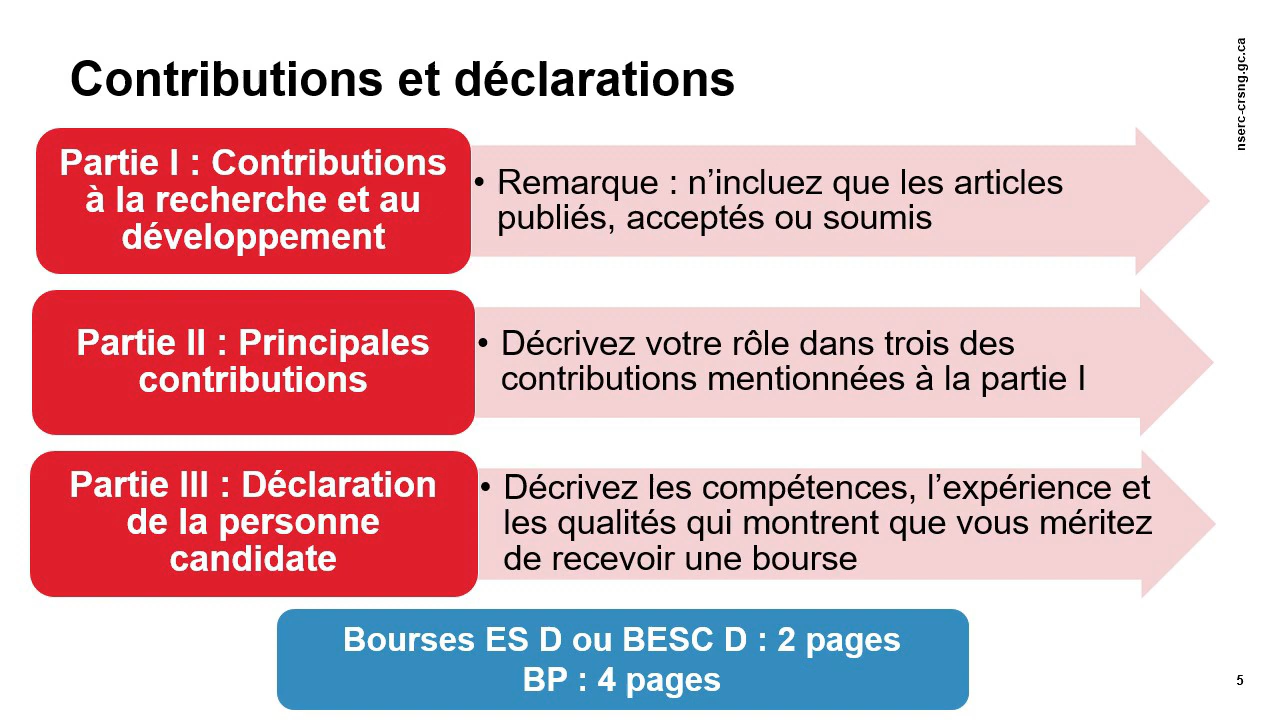 Contributions et déclarations
nserc-crsng.gc.ca
Partie I : Contributions
à la recherche et au
développement
• Remarque : n’incluez que les articles
publiés, acceptés ou soumis
Partie II : Principales
contributions
• Décrivez votre rôle dans trois des
contributions mentionnées à la partie I
Partie III : Déclaration
de la personne
candidate
• Décrivez les compétences, l’expérience et
les qualités qui montrent que vous méritez
de recevoir une bourse
Bourses ES D ou BESC D : 2 pages
BP : 4 pages
5